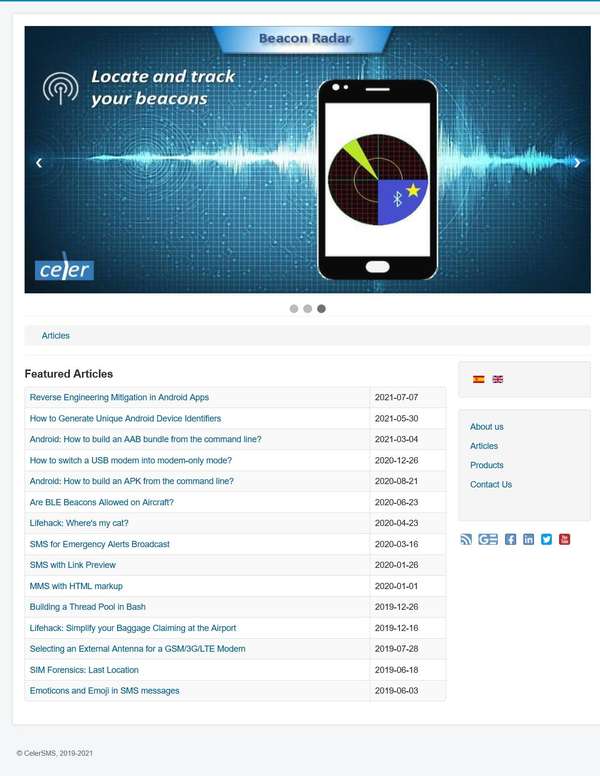 Beacon Radar
Locate and track
your beacons
celer
Articles
Featured Articles
Reverse Engineering Mitigation in Android Apps 2021-07-07
How to Generate Unique Android Device Identifiers 2021-05-30
Android: How to build an AAB bundle from the command line? 2021-03-04
How to switch a USB modem into modem-only mode? 2020-12-26
Android: How to build an APK from the command line? 2020-08-21
Are BLE Beacons Allowed on Aircraft? 2020-06-23
Lifehack: Where's my cat? 2020-04-23
SMS for Emergency Alerts Broadcast 2020-03-16
SMS with Link Preview 2020-01-26
MMS with HTML markup 2020-01-01
Building a Thread Pool in Bash 2019-12-26
Lifehack: Simplify your Baggage Claiming at the Airport 2019-12-16
Selecting an External Antenna for a GSM/3G/LTE Modem 2019-07-28
SIM Forensics: Last Location 2019-06-18
Emoticons and Emoji in SMS messages 2019-06-03
About us
Articles
Products
Contact Us
© CelerSMS, 2019-2021